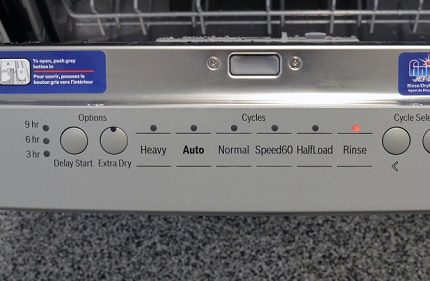 To open, push gray
button in
Pour ouvrir, poussez le
bouton gris vers l'intérieur
Rinse/Dry
Options
Cycles
Cycle Sele
9 hr
6 hr
3 hr
Delay Start
Extra Dry
Heavy
Auto
Normal
Speed60
HalfLoad
Rinse